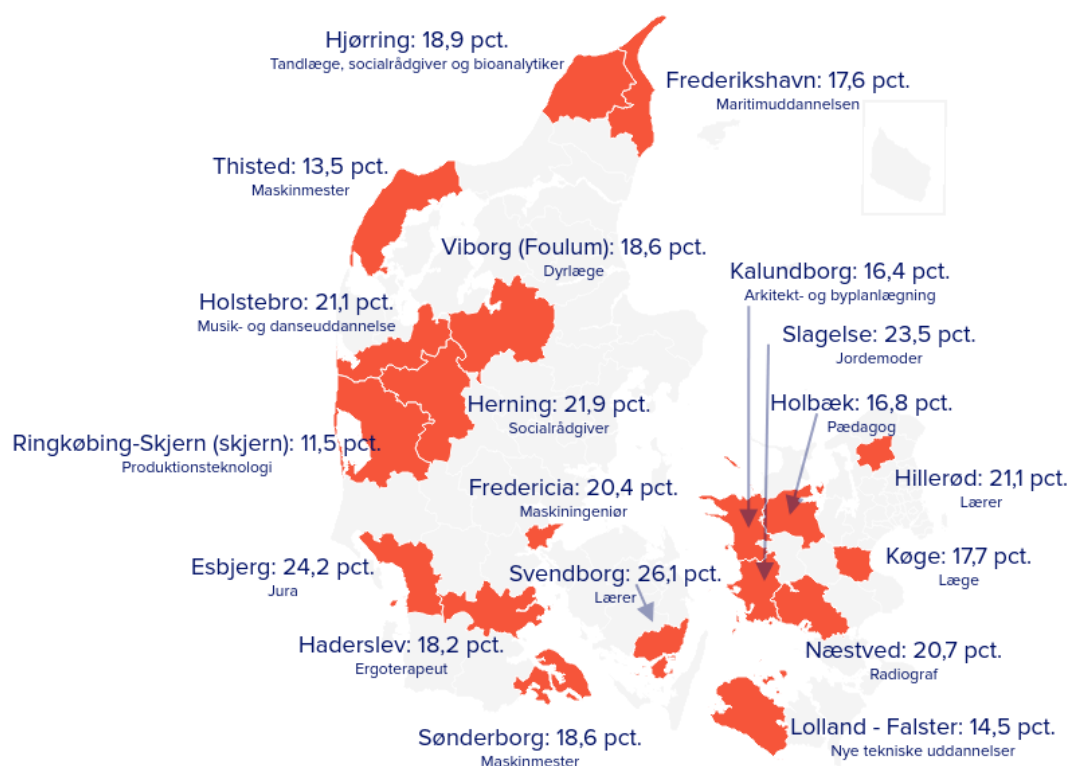 Hjørring: 18,9 pct.
Tandlæge, socialrådgiver og bioanalytiker
Frederikshavn: 17,6 pct.
Maritimuddannelsen
Thisted: 13,5 pct.
Maskinmester
Viborg (Foulum): 18,6 pct.
Dyrlæge
Kalundborg: 16,4 pct.
Arkitekt- og byplanlægning
Holstebro: 21,1 pct.
Musik- og danseuddannelse
Slagelse: 23,5 pct.
Jordemoder
Herning: 21,9 pct.
Socialrådgiver
Holbæk: 16,8 pct.
Pædagog
Ringkøbing-Skjern (skjern): 11,5 pct.
Produktionsteknologi
Hillerød: 21,1 pct.
Lærer
Fredericia: 20,4 pct.
Maskiningeniør
Køge: 17,7 pct.
Læge
Esbjerg: 24,2 pct.
Jura
Svendborg: 26,1 pct.
Lærer
Haderslev: 18,2 pct.
Ergoterapeut
Næstved: 20,7 pct.
Radiograf
Sønderborg: 18,6 pct.
Maskinmester
Lolland - Falster: 14,5 pct.
Nye tekniske uddannelser